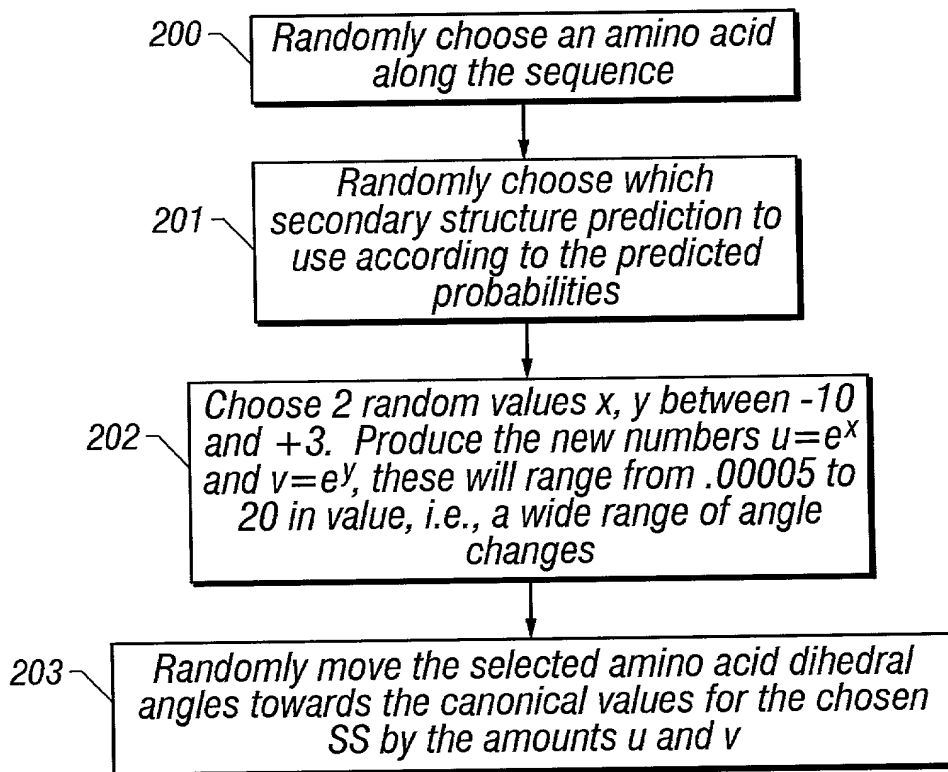 200
Randomly choose an amino acid
along the sequence
201
Randomly choose which
secondary structure prediction to
use according to the predicted
probabilities
202
Choose 2 random values x, y between -10
and +3. Produce the new numbers u=eˣ
and v=eʸ, these will range from .00005 to
20 in value, i.e., a wide range of angle
changes
203
Randomly move the selected amino acid dihedral
angles towards the canonical values for the chosen
SS by the amounts u and v